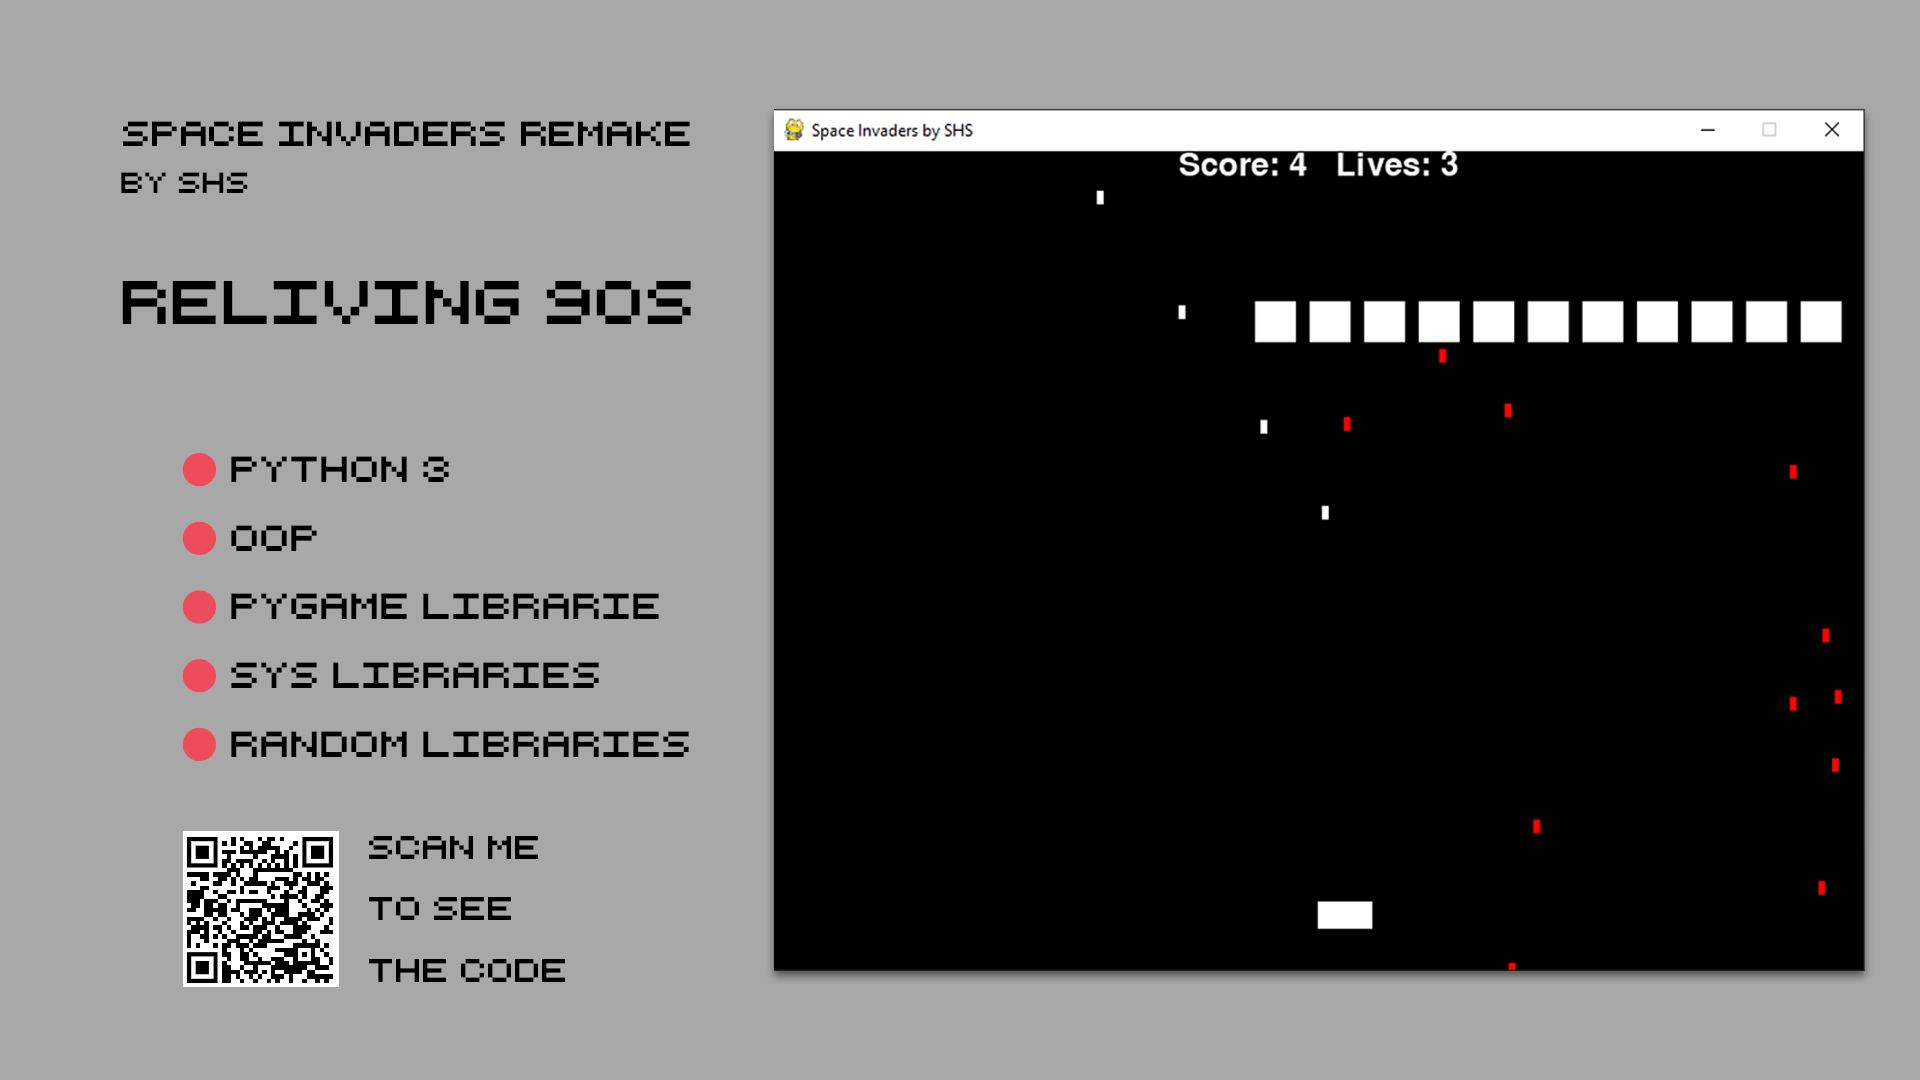 SPACE INVADERS REMAKE
BY SHS
RELIVING 90S
PYTHON 3
OOP
PYGAME LIBRARIE
SYS LIBRARIES
RANDOM LIBRARIES
SCAN ME
TO SEE
THE CODE
Space Invaders by SHS
Score: 4 Lives: 3